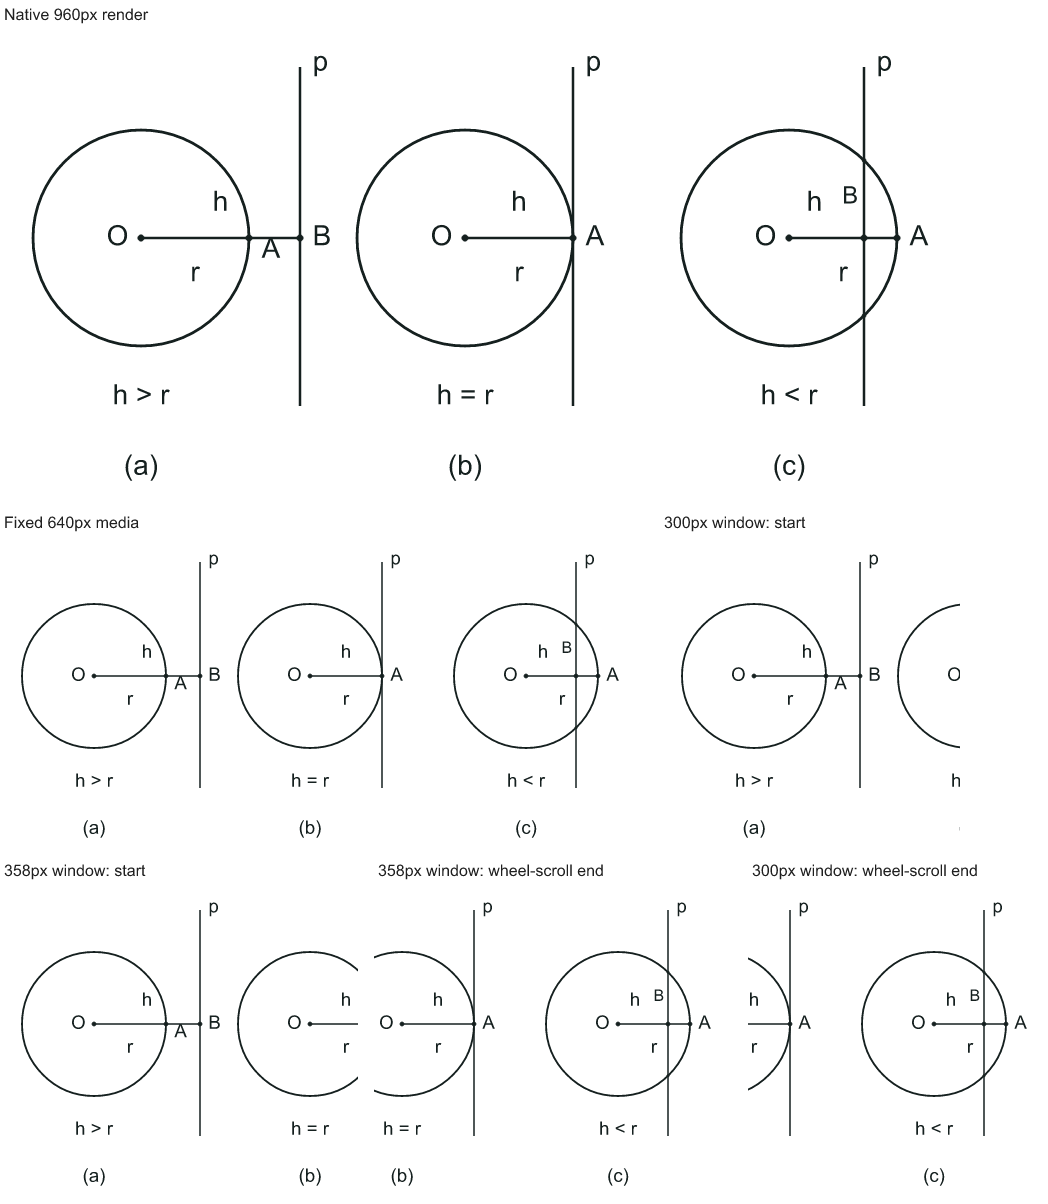 Native 960px render
p p p
h h h B
O A B O A O A
r r r
h > r h = r h < r
(a) (b) (c)
Fixed 640px media 300px window: start
p p p p
h h h B h
O A B O A O A O A B O
r r r r
h > r h = r h < r h > r h
(a) (b) (c) (a)
358px window: start 358px window: wheel-scroll end 300px window: wheel-scroll end
p p p p p
h h h h B h h B
O A B O O A O A A O A
r r r r r r
h > r h = r h = r h < r h < r
(a) (b) (b) (c) (c)